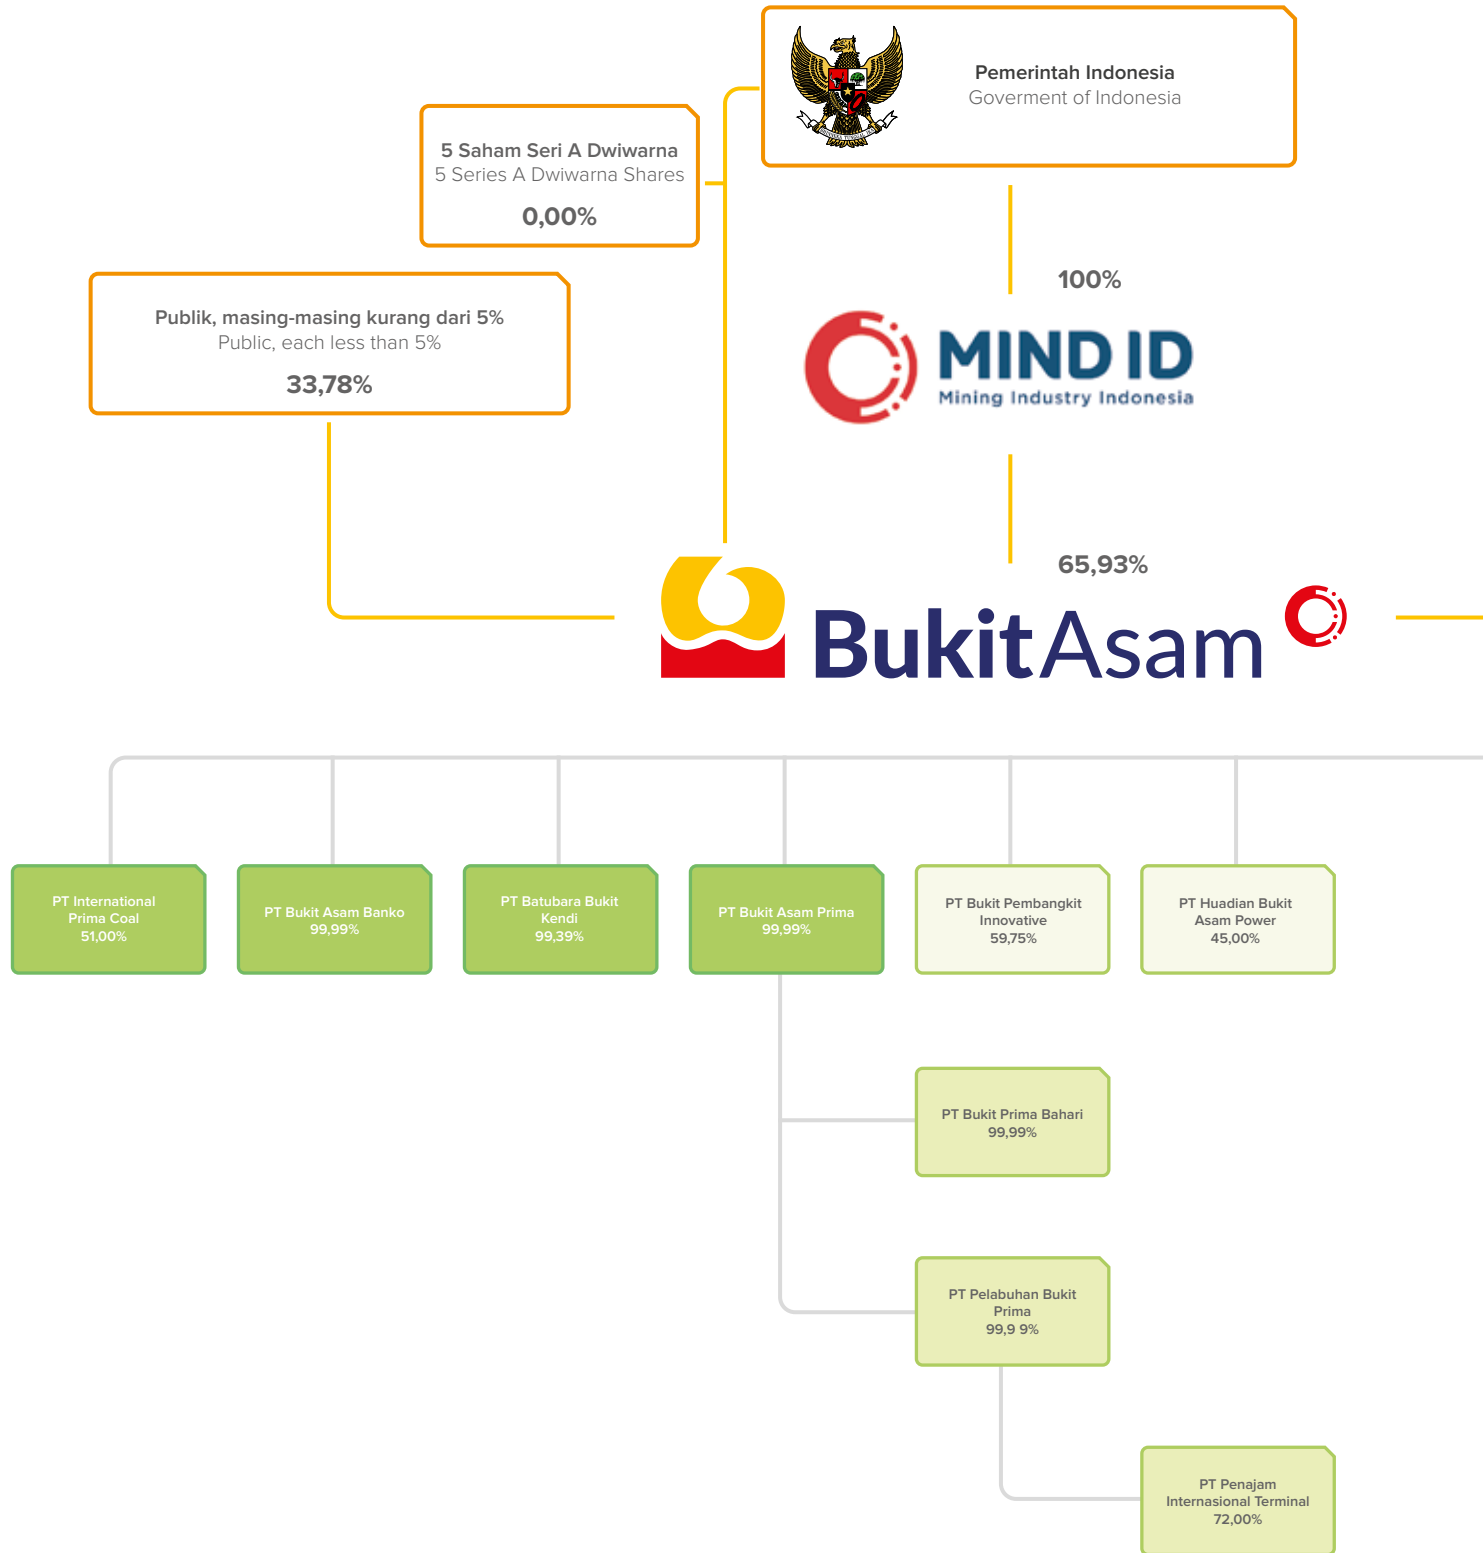 Pemerintah Indonesia
Goverment of Indonesia
5 Saham Seri A Dwiwarna
5 Series A Dwiwarna Shares
0,00%
100%
Publik, masing-masing kurang dari 5%
Public, each less than 5%
33,78%
MIND ID
Mining Industry Indonesia
65,93%
BukitAsam
PT International
Prima Coal
51,00%
PT Bukit Asam Banko
99,99%
PT Batubara Bukit
Kendi
99,39%
PT Bukit Asam Prima
99,99%
PT Bukit Pembangkit
Innovative
59,75%
PT Huadian Bukit
Asam Power
45,00%
PT Bukit Prima Bahari
99,99%
PT Pelabuhan Bukit
Prima
99,9 9%
PT Penajam
Internasional Terminal
72,00%